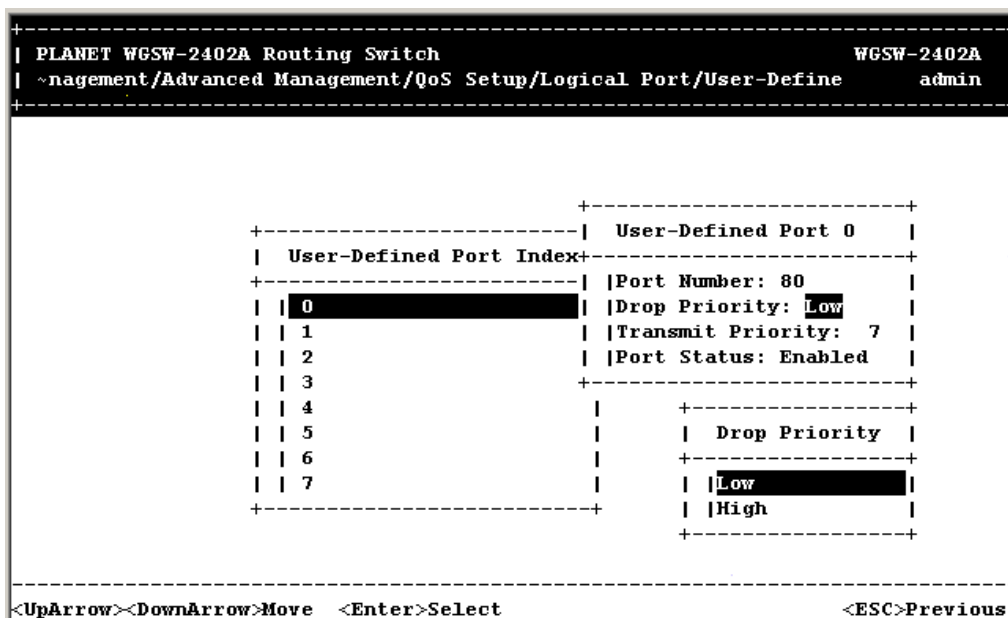 PLANET WGSW-2402A Routing Switch WGSW-2402A
~nagement/Advanced Management/QoS Setup/Logical Port/User-Define admin
User-Defined Port 0
User-Defined Port Index
Port Number: 80
0 Drop Priority: Low
1 Transmit Priority: 7
2 Port Status: Enabled
3
4
5 Drop Priority
6
7 Low
High
<UpArrow><DownArrow>Move <Enter>Select <ESC>Previous